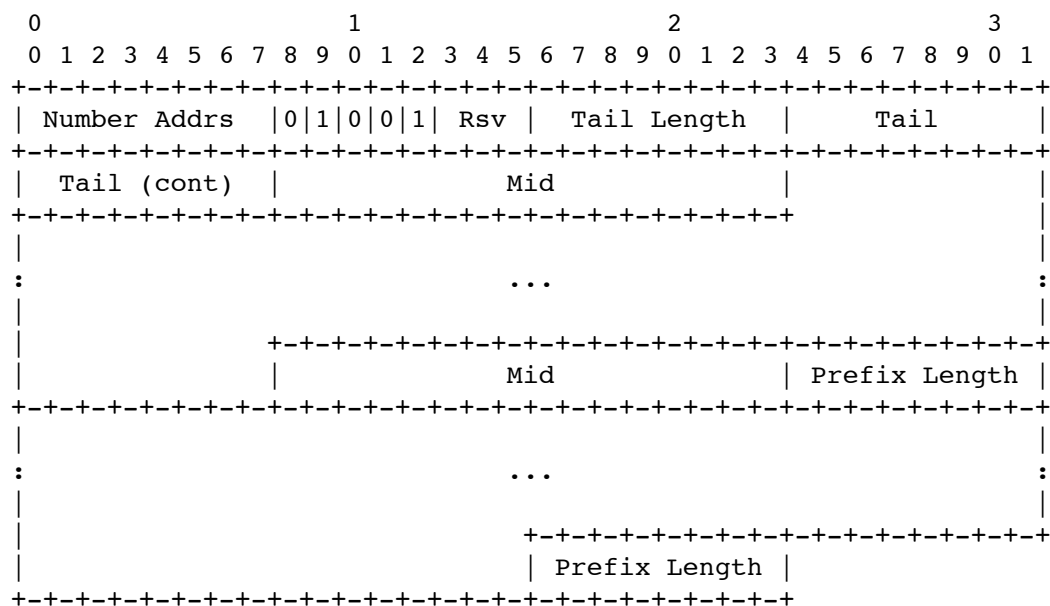 0                   1                   2                   3
 0 1 2 3 4 5 6 7 8 9 0 1 2 3 4 5 6 7 8 9 0 1 2 3 4 5 6 7 8 9 0 1
+-+-+-+-+-+-+-+-+-+-+-+-+-+-+-+-+-+-+-+-+-+-+-+-+-+-+-+-+-+-+-+-+
| Number Addrs  |0|1|0|0|1| Rsv |  Tail Length  |     Tail      |
+-+-+-+-+-+-+-+-+-+-+-+-+-+-+-+-+-+-+-+-+-+-+-+-+-+-+-+-+-+-+-+-+
|  Tail (cont)  |              Mid              |               |
+-+-+-+-+-+-+-+-+-+-+-+-+-+-+-+-+-+-+-+-+-+-+-+-+               |
|                                                               |
:                              ...                              :
|                                                               |
|               +-+-+-+-+-+-+-+-+-+-+-+-+-+-+-+-+-+-+-+-+-+-+-+-+
|               |              Mid              | Prefix Length |
+-+-+-+-+-+-+-+-+-+-+-+-+-+-+-+-+-+-+-+-+-+-+-+-+-+-+-+-+-+-+-+-+
|                                                               |
:                              ...                              :
|                                                               |
|                               +-+-+-+-+-+-+-+-+-+-+-+-+-+-+-+-+
|                               | Prefix Length |
+-+-+-+-+-+-+-+-+-+-+-+-+-+-+-+-+-+-+-+-+-+-+-+-+